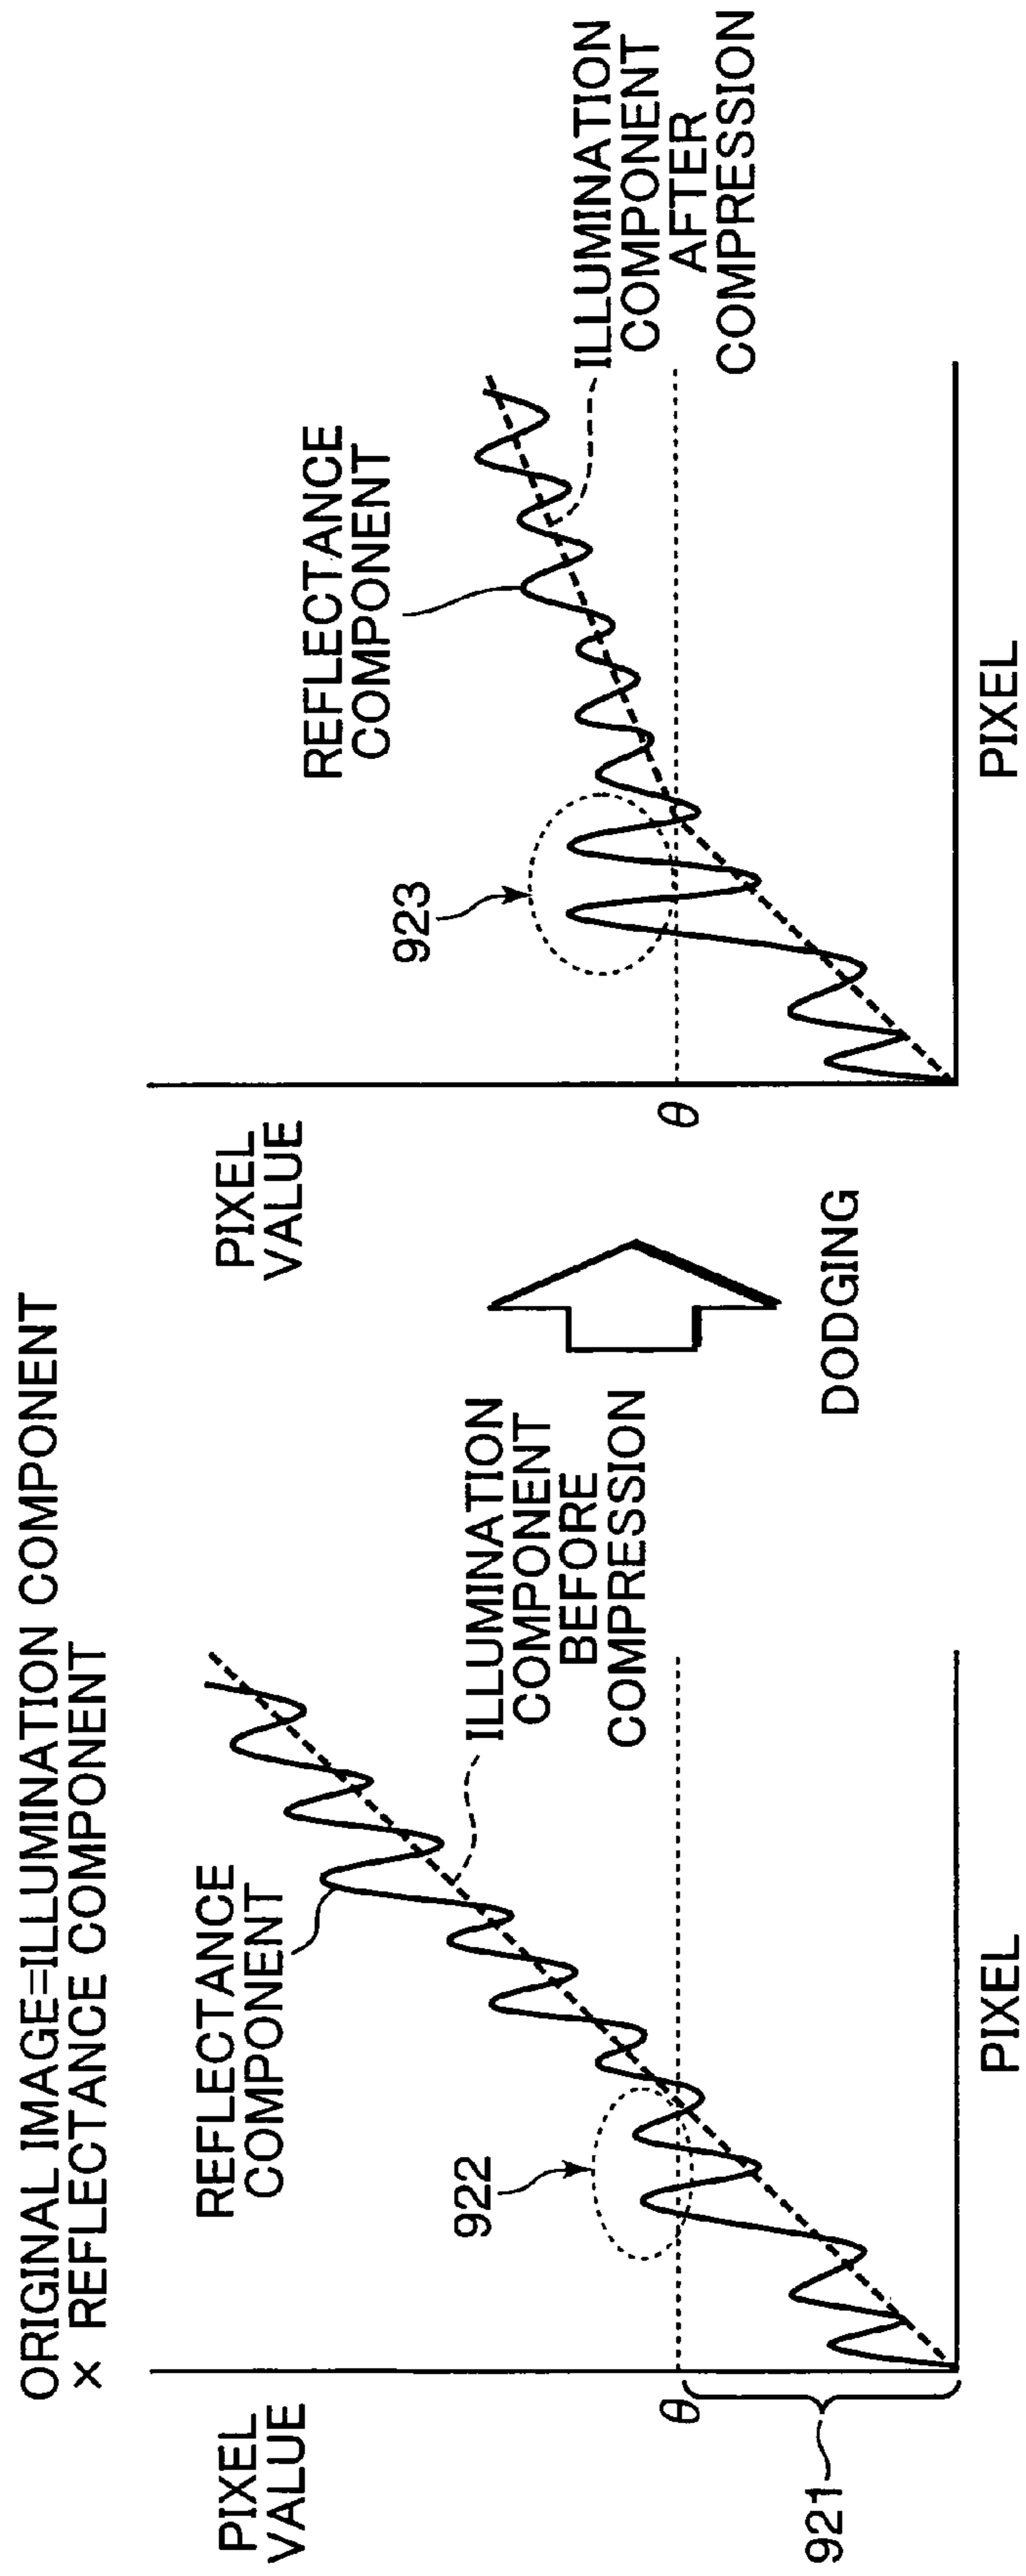 ORIGINAL IMAGE=ILLUMINATION COMPONENT
× REFLECTANCE COMPONENT
PIXEL
VALUE
REFLECTANCE
COMPONENT
922
ILLUMINATION
COMPONENT
BEFORE
COMPRESSION
θ
921
PIXEL
DODGING
PIXEL
VALUE
REFLECTANCE
COMPONENT
923
ILLUMINATION
COMPONENT
AFTER
COMPRESSION
θ
PIXEL